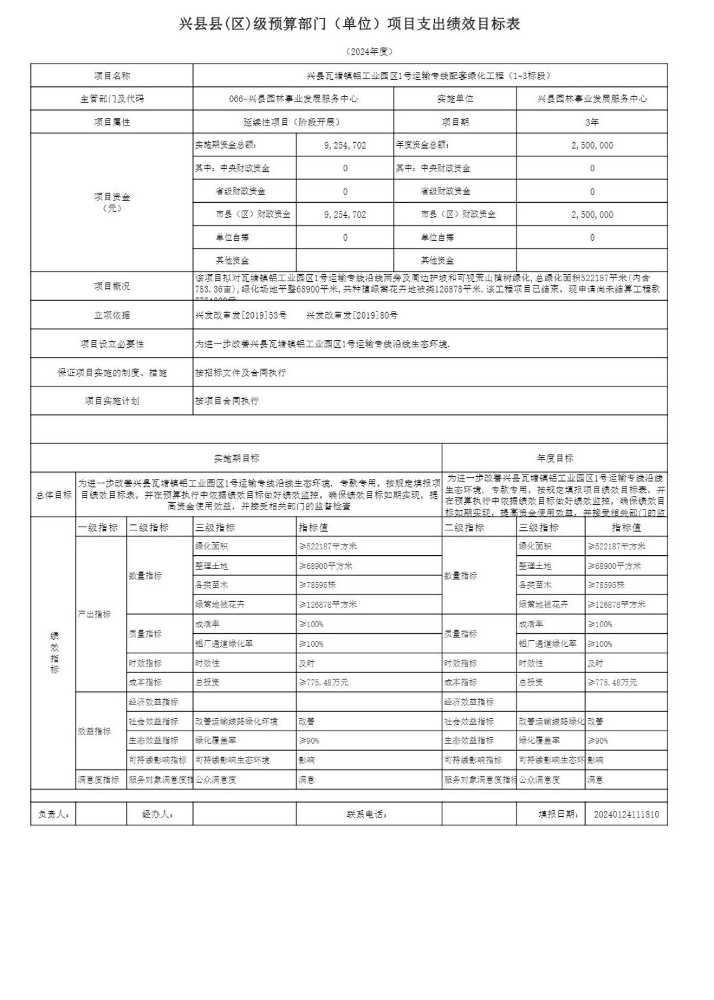 兴县县(区)级预算部门（单位）项目支出绩效目标表
（2024年度）
项目名称 兴县瓦塘镇铝工业园区1号运输专线配套绿化工程（1-3标段）
主管部门及代码 066-兴县园林事业发展服务中心 实施单位 兴县园林事业发展服务中心
项目属性 延续性项目（阶段开展） 项目期 3年
项目资金
（元）
实施期资金总额: 9,254,702 年度资金总额: 2,500,000
其中: 中央财政资金 0 其中: 中央财政资金 0
省级财政资金 0 省级财政资金 0
市县（区）财政资金 9,254,702 市县（区）财政资金 2,500,000
单位自筹 0 单位自筹 0
其他资金 其他资金
项目概况
该项目拟对瓦塘镇铝工业园区1号运输专线沿线两旁及周边护坡和可视荒山植树绿化,总绿化面积522187平米(内含
783.36亩),绿化场地平整68900平米,共种植绿篱花卉地被类126878平米.该工程项目已结束, 现申请尚未结算工程款
立项依据 兴发改审发[2019]53号 兴发改审发[2019]80号
项目设立必要性 为进一步改善兴县瓦塘镇铝工业园区1号运输专线沿线生态环境.
保证项目实施的制度、措施 按招标文件及合同执行
项目实施计划 按项目合同执行
实施期目标 年度目标
总体目标
为进一步改善兴县瓦塘镇铝工业园区1号运输专线沿线生态环境. 专款专用, 按规定填报项
目绩效目标表, 并在预算执行中依据绩效目标做好绩效监控, 确保绩效目标如期实现, 提
高资金使用效益, 并接受相关部门的监督检查
为进一步改善兴县瓦塘镇铝工业园区1号运输专线沿线
生态环境. 专款专用, 按规定填报项目绩效目标表, 并
在预算执行中依据绩效目标做好绩效监控, 确保绩效目
标如期实现, 提高资金使用效益, 并接受相关部门的监
绩
效
指
标
一级指标 二级指标 三级指标 指标值 二级指标 三级指标 指标值
产出指标
数量指标 绿化面积 ≥522187平方米 数量指标 绿化面积 ≥522187平方米
整理土地 ≥68900平方米 整理土地 ≥68900平方米
各类苗木 ≥78595株 各类苗木 ≥78595株
绿篱地被花卉 ≥126878平方米 绿篱地被花卉 ≥126878平方米
质量指标 成活率 ≥100% 质量指标 成活率 ≥100%
铝厂通道绿化率 ≥100% 铝厂通道绿化率 ≥100%
时效指标 时效性 及时 时效指标 时效性 及时
成本指标 总投资 ≥775.48万元 成本指标 总投资 ≥775.48万元
效益指标
经济效益指标 经济效益指标
社会效益指标 改善运输线路绿化环境 改善 社会效益指标 改善运输线路绿化 改善
生态效益指标 绿化覆盖率 ≥90% 生态效益指标 绿化覆盖率 ≥90%
可持续影响指标 可持续影响生态环境 影响 可持续影响指标 可持续影响生态环 影响
满意度指标 服务对象满意度指 公众满意度 满意 服务对象满意度指标 公众满意度 满意
负责人: 经办人: 联系电话: 填报日期: 20240124111810